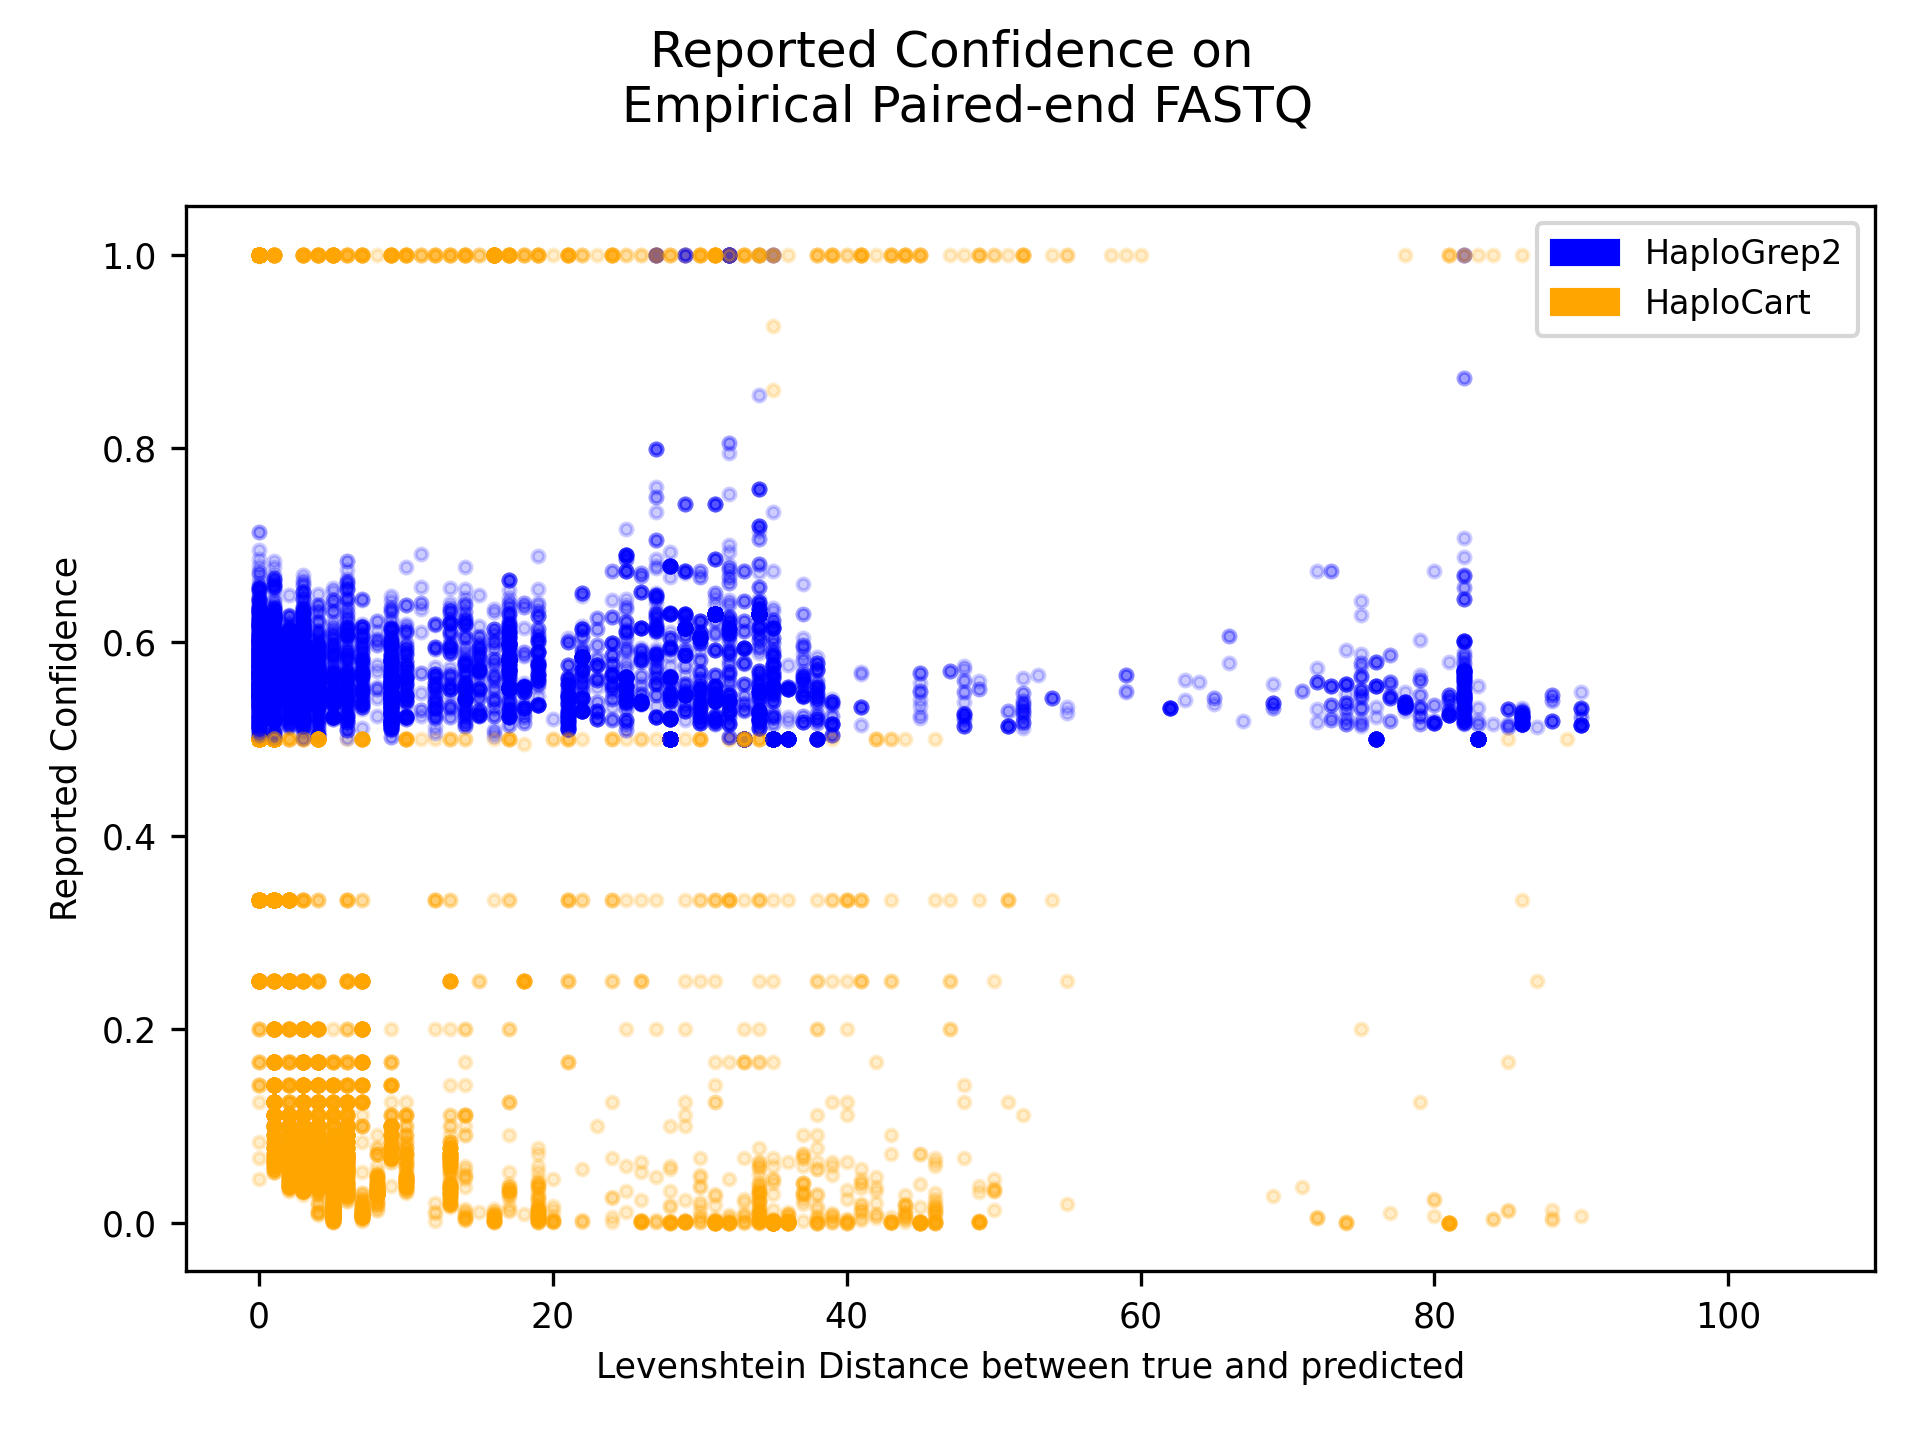 Reported Confidence on
Empirical Paired-end FASTQ
HaploGrep2
HaploCart
Reported Confidence
1.0
0.8
0.6
0.4
0.2
0.0
0 20 40 60 80 100
Levenshtein Distance between true and predicted